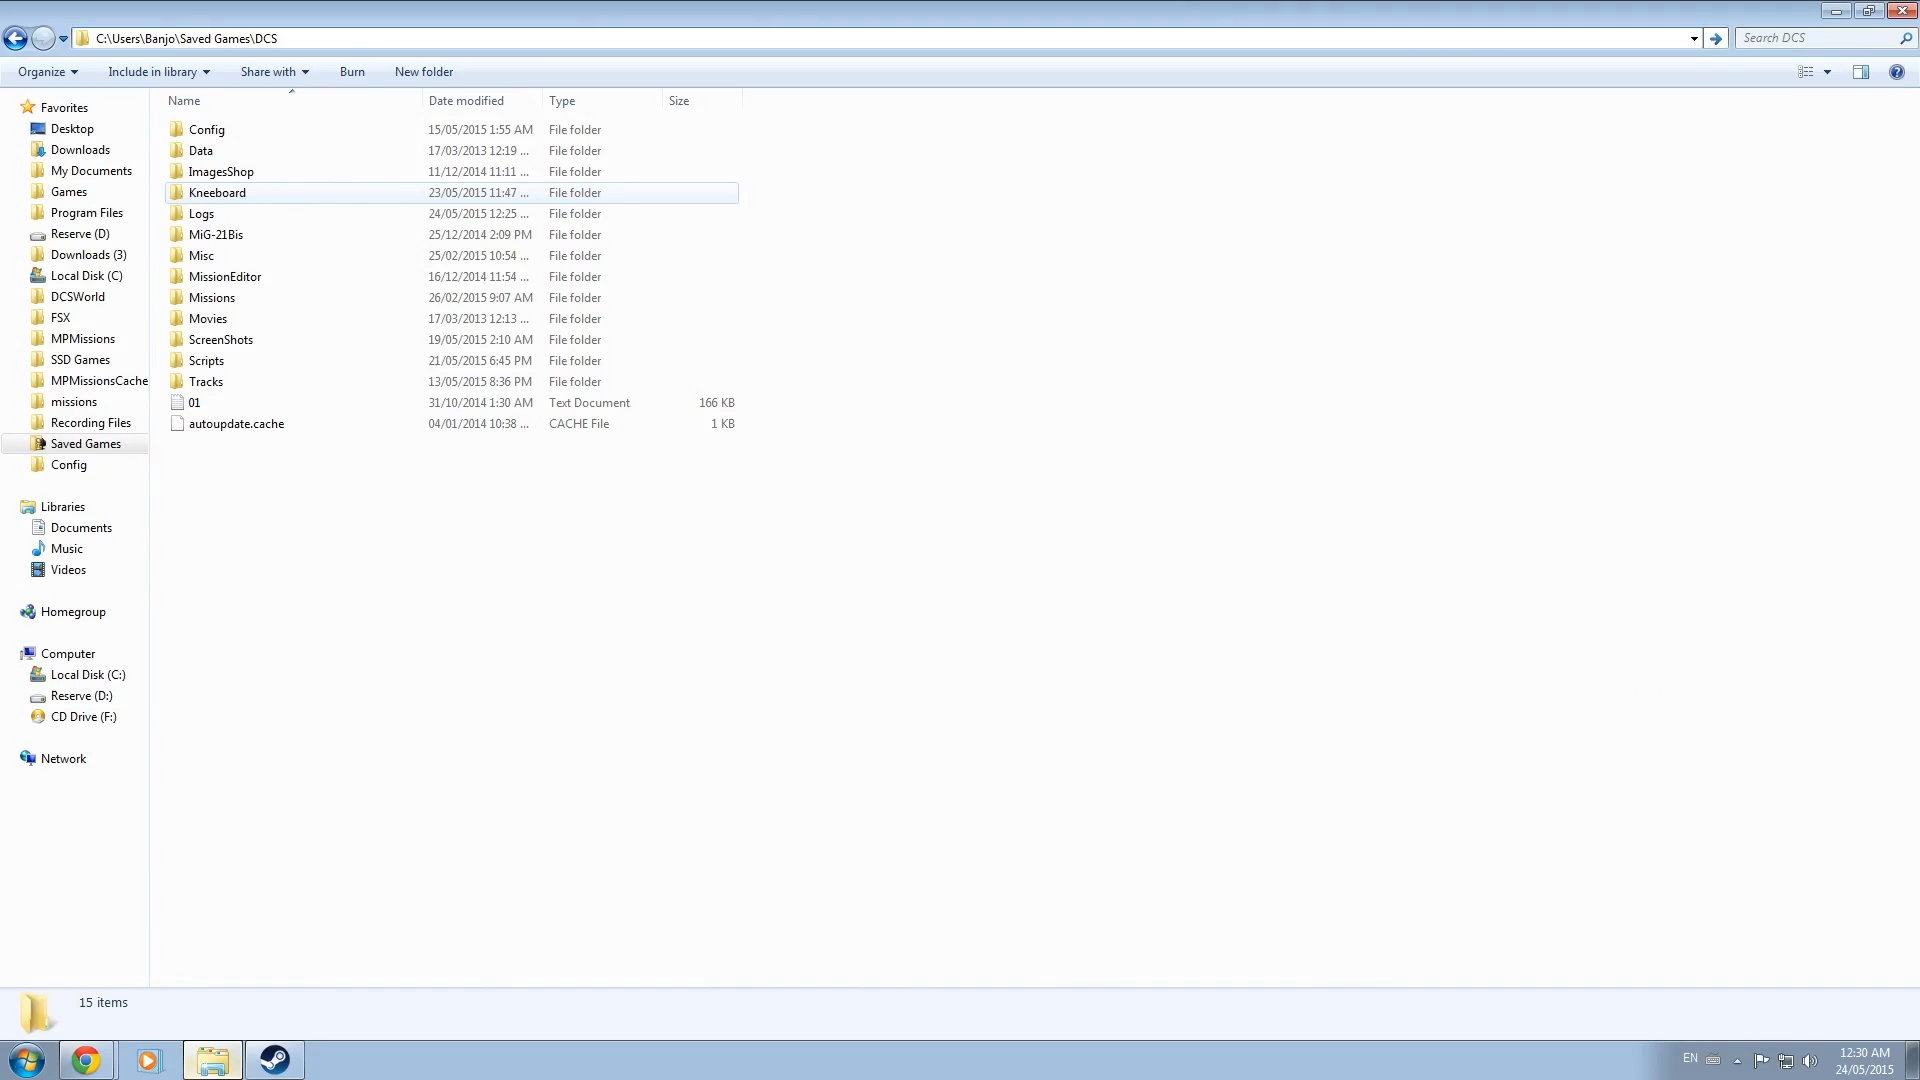 C:\Users\Banjo\Saved Games\DCS
Search DCS
Organize
Include in library
Share with
Burn
New folder
Name Date modified Type Size
Config 15/05/2015 1:55 AM File folder
Data 17/03/2013 12:19 ... File folder
ImagesShop 11/12/2014 11:11 ... File folder
Kneeboard 23/05/2015 11:47 ... File folder
Logs 24/05/2015 12:25 ... File folder
MiG-21Bis 25/12/2014 2:09 PM File folder
Misc 25/02/2015 10:54 ... File folder
MissionEditor 16/12/2014 11:54 ... File folder
Missions 26/02/2015 9:07 AM File folder
Movies 17/03/2013 12:13 ... File folder
ScreenShots 19/05/2015 2:10 AM File folder
Scripts 21/05/2015 6:45 PM File folder
Tracks 13/05/2015 8:36 PM File folder
01 31/10/2014 1:30 AM Text Document 166 KB
autoupdate.cache 04/01/2014 10:38 ... CACHE File 1 KB
Favorites
Desktop
Downloads
My Documents
Games
Program Files
Reserve (D)
Downloads (3)
Local Disk (C)
DCSWorld
FSX
MPMissions
SSD Games
MPMissionsCache
missions
Recording Files
Saved Games
Config
Libraries
Documents
Music
Videos
Homegroup
Computer
Local Disk (C:)
Reserve (D:)
CD Drive (F:)
Network
15 items
EN
12:30 AM
24/05/2015